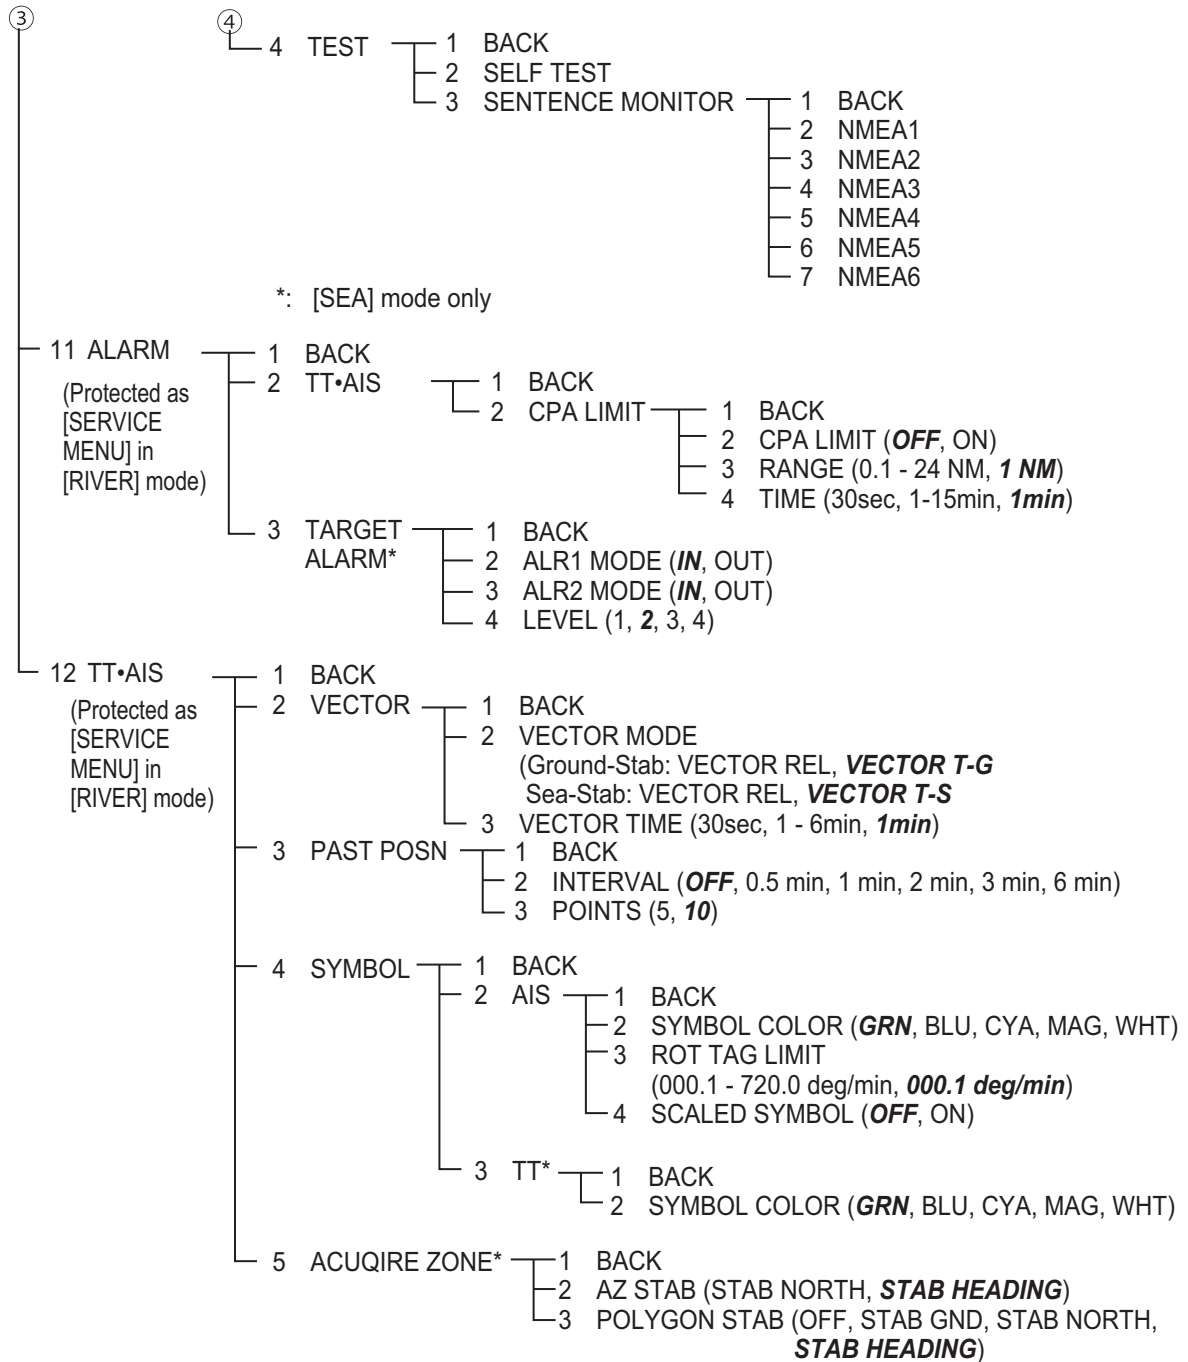 ③
④
4 TEST
1 BACK
2 SELF TEST
3 SENTENCE MONITOR
1 BACK
2 NMEA1
3 NMEA2
4 NMEA3
5 NMEA4
6 NMEA5
7 NMEA6
*: [SEA] mode only
11 ALARM
(Protected as
[SERVICE
MENU] in
[RIVER] mode)
1 BACK
2 TT•AIS
1 BACK
2 CPA LIMIT
1 BACK
2 CPA LIMIT (OFF, ON)
3 RANGE (0.1 - 24 NM, 1 NM)
4 TIME (30sec, 1-15min, 1min)
3 TARGET
ALARM*
1 BACK
2 ALR1 MODE (IN, OUT)
3 ALR2 MODE (IN, OUT)
4 LEVEL (1, 2, 3, 4)
12 TT•AIS
(Protected as
[SERVICE
MENU] in
[RIVER] mode)
1 BACK
2 VECTOR
1 BACK
2 VECTOR MODE
(Ground-Stab: VECTOR REL, VECTOR T-G
Sea-Stab: VECTOR REL, VECTOR T-S
3 VECTOR TIME (30sec, 1 - 6min, 1min)
3 PAST POSN
1 BACK
2 INTERVAL (OFF, 0.5 min, 1 min, 2 min, 3 min, 6 min)
3 POINTS (5, 10)
4 SYMBOL
1 BACK
2 AIS
1 BACK
2 SYMBOL COLOR (GRN, BLU, CYA, MAG, WHT)
3 ROT TAG LIMIT
(000.1 - 720.0 deg/min, 000.1 deg/min)
4 SCALED SYMBOL (OFF, ON)
3 TT*
1 BACK
2 SYMBOL COLOR (GRN, BLU, CYA, MAG, WHT)
5 ACUQIRE ZONE*
1 BACK
2 AZ STAB (STAB NORTH, STAB HEADING)
3 POLYGON STAB (OFF, STAB GND, STAB NORTH,
STAB HEADING)